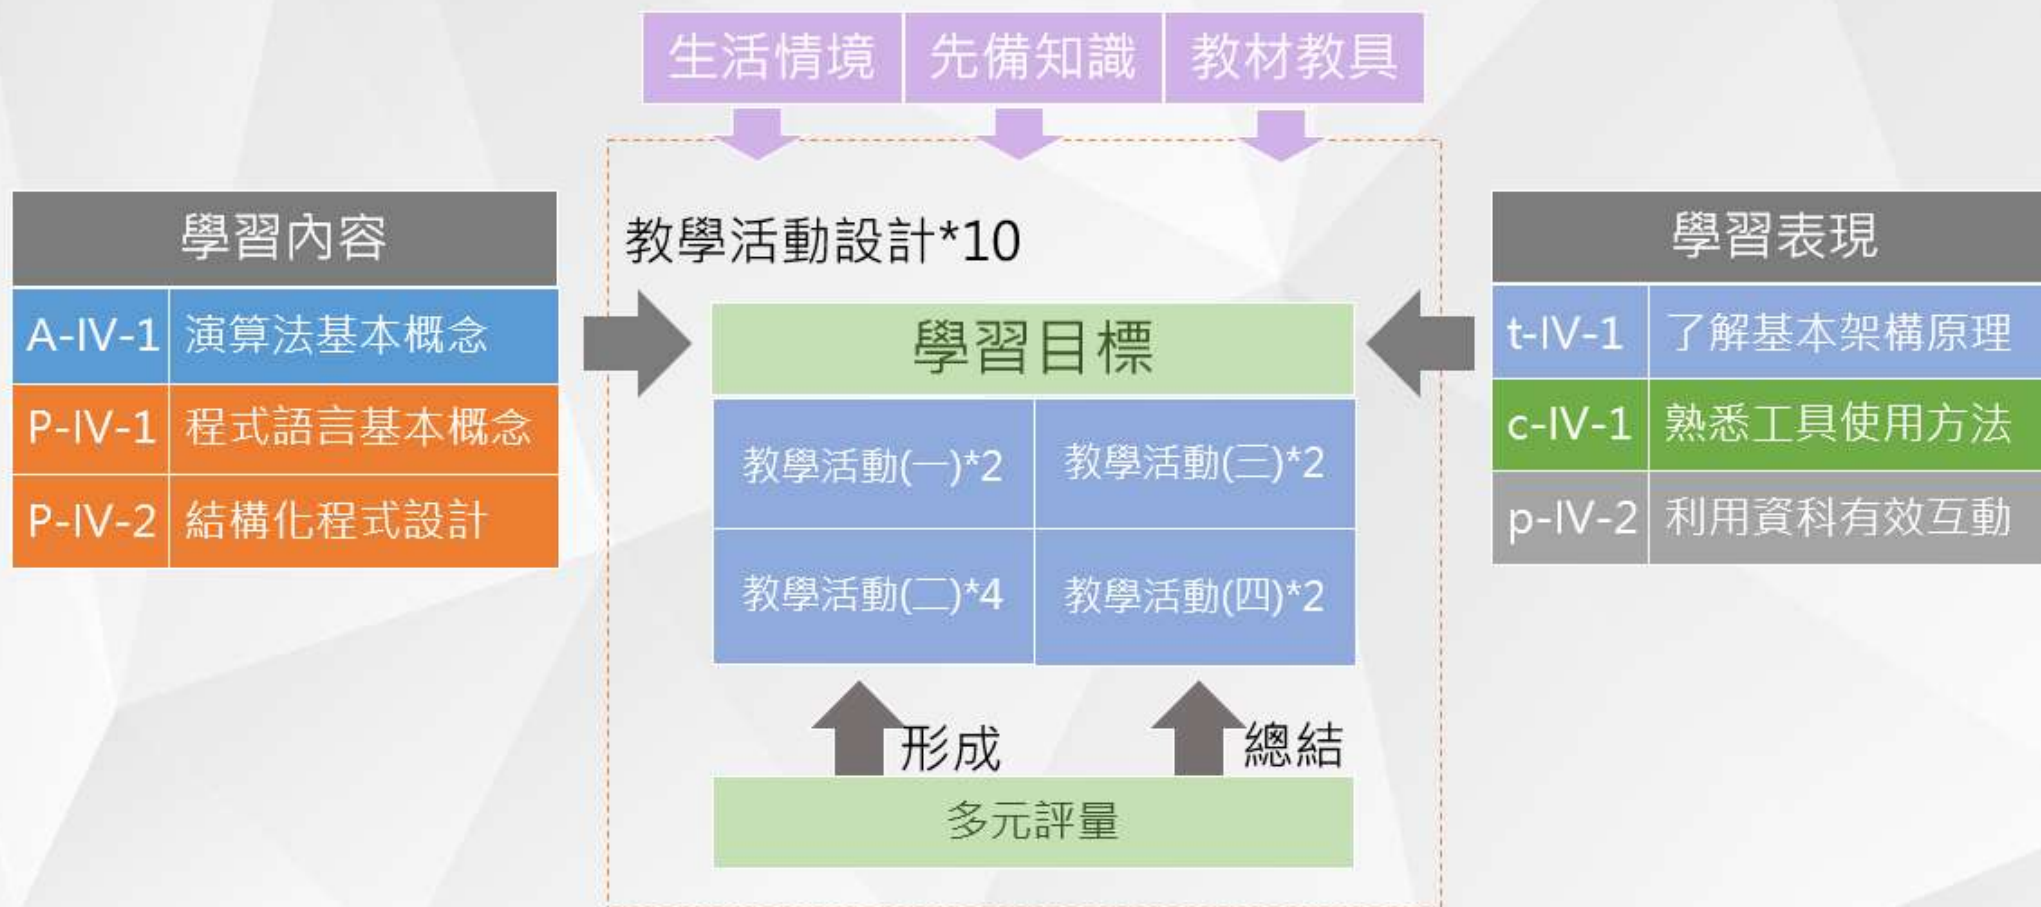 生活情境 先備知識 教材教具
學習內容
A-IV-1 演算法基本概念
P-IV-1 程式語言基本概念
P-IV-2 結構化程式設計
教學活動設計*10
學習目標
教學活動(一)*2 教學活動(三)*2
教學活動(二)*4 教學活動(四)*2
形成 總結
多元評量
學習表現
t-IV-1 了解基本架構原理
c-IV-1 熟悉工具使用方法
p-IV-2 利用資科有效互動